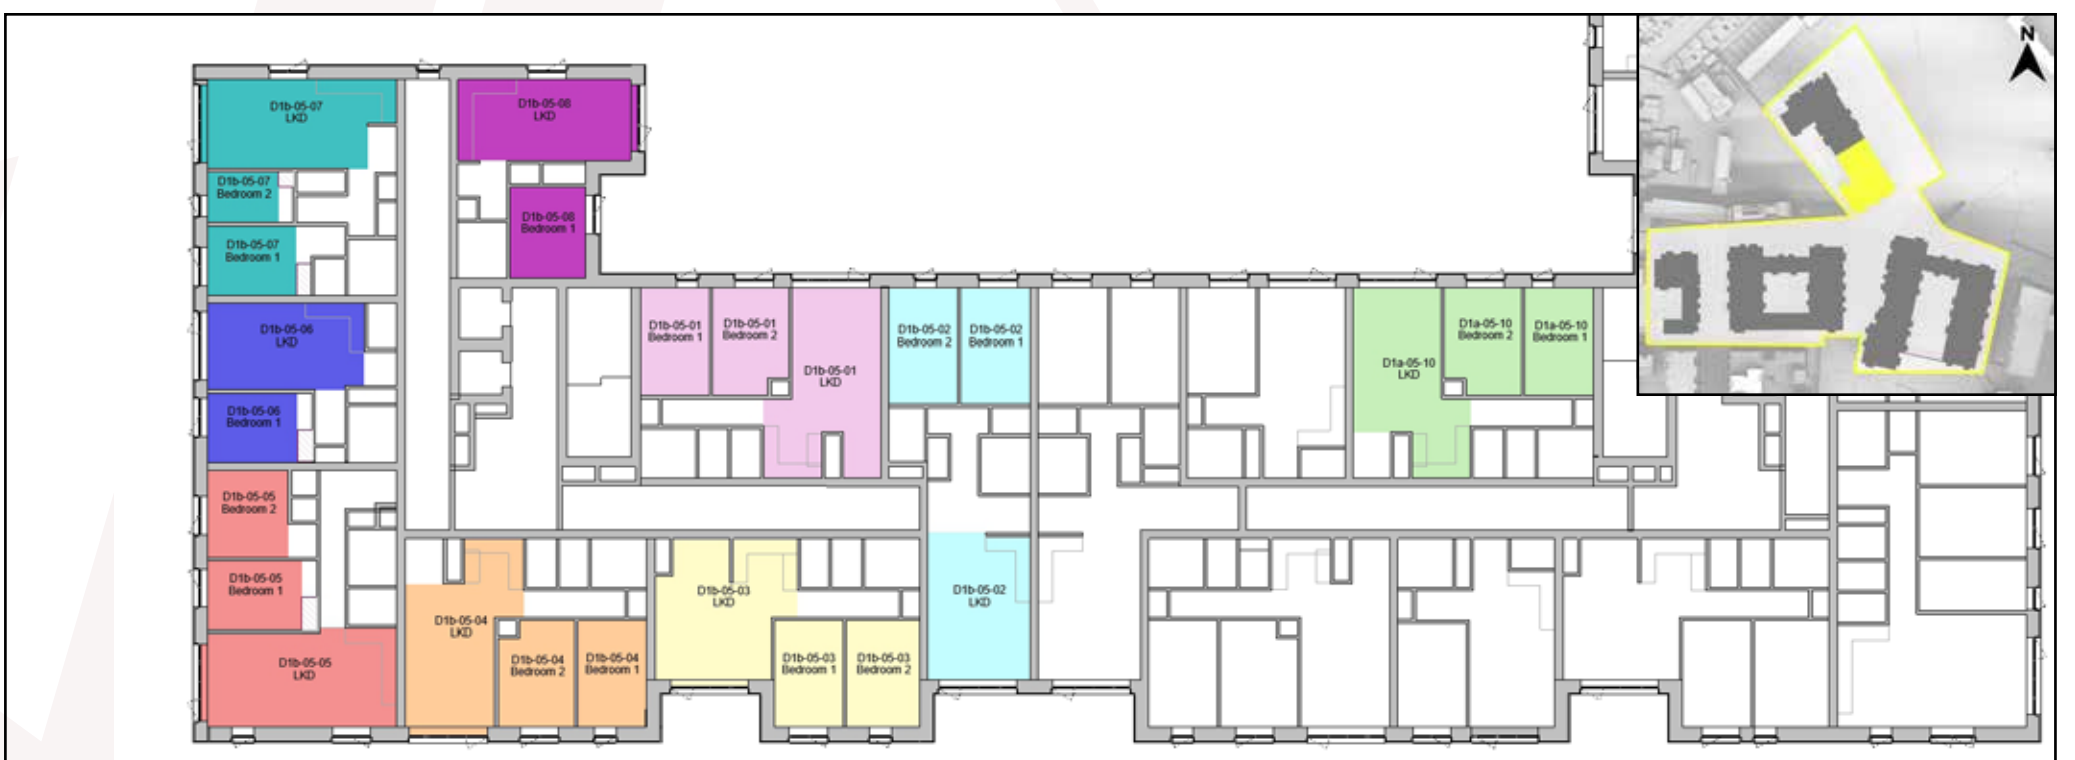 N
D1b-05-07
LKD
D1b-05-08
LKD
D1b-05-07
Bedroom 2
D1b-05-08
Bedroom 1
D1b-05-07
Bedroom 1
D1b-05-06
LKD
D1b-05-01
Bedroom 1
D1b-05-01
Bedroom 2
D1b-05-01
LKD
D1b-05-02
Bedroom 2
D1b-05-02
Bedroom 1
D1a-05-10
LKD
D1a-05-10
Bedroom 2
D1a-05-10
Bedroom 1
D1b-05-06
Bedroom 1
D1b-05-05
Bedroom 2
D1b-05-05
Bedroom 1
D1b-05-05
LKD
D1b-05-04
LKD
D1b-05-04
Bedroom 2
D1b-05-04
Bedroom 1
D1b-05-03
LKD
D1b-05-03
Bedroom 1
D1b-05-03
Bedroom 2
D1b-05-02
LKD